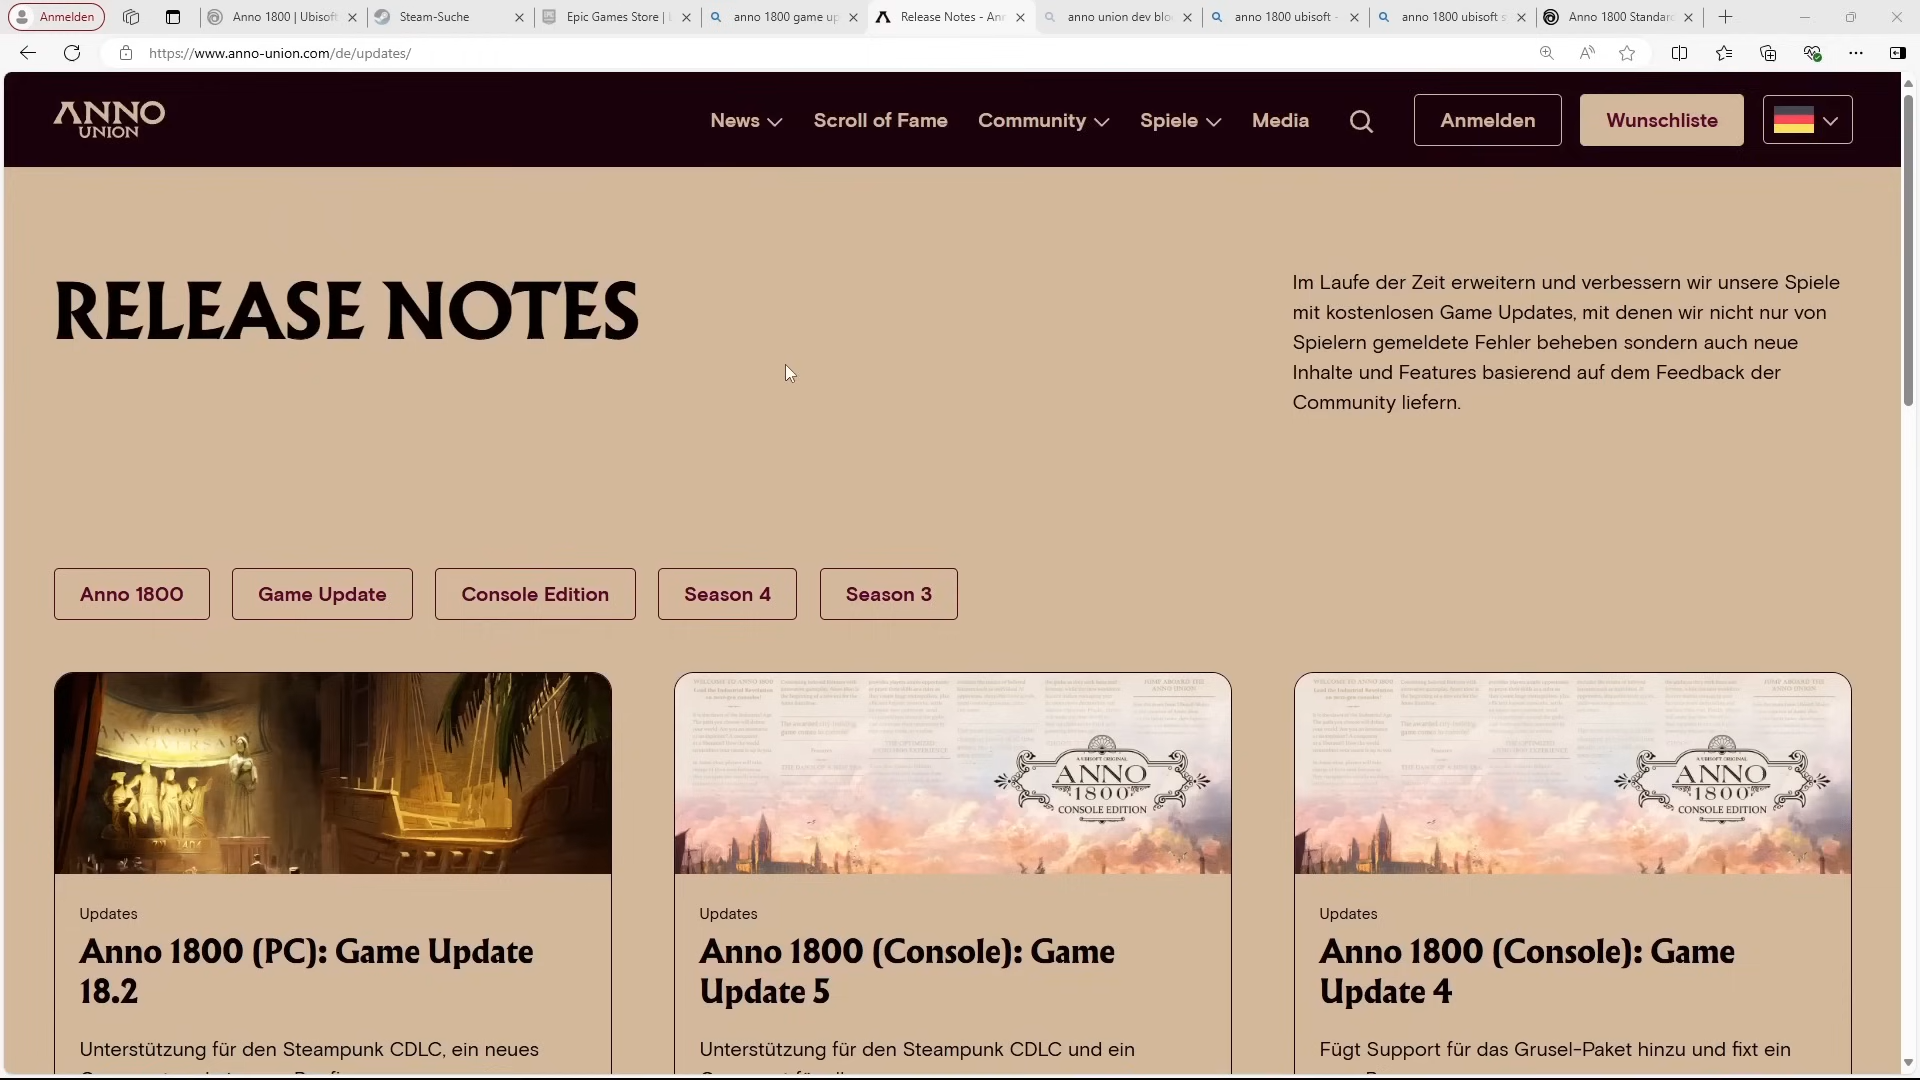 Anmelden
Anno 1800 | Ubisoft
Steam-Suche
Epic Games Store |
anno 1800 game up
Release Notes - Ann
anno union dev blo
anno 1800 ubisoft -
anno 1800 ubisoft s
Anno 1800 Standard
https://www.anno-union.com/de/updates/
ANNO
UNION
News
Scroll of Fame
Community
Spiele
Media
Anmelden
Wunschliste
RELEASE NOTES
Im Laufe der Zeit erweitern und verbessern wir unsere Spiele
mit kostenlosen Game Updates, mit denen wir nicht nur von
Spielern gemeldete Fehler beheben sondern auch neue
Inhalte und Features basierend auf dem Feedback der
Community liefern.
Anno 1800
Game Update
Console Edition
Season 4
Season 3
A UBISOFT ORIGINAL
ANNO
1800
CONSOLE EDITION
A UBISOFT ORIGINAL
ANNO
1800
CONSOLE EDITION
Updates
Anno 1800 (PC): Game Update
18.2
Unterstützung für den Steampunk CDLC, ein neues
Updates
Anno 1800 (Console): Game
Update 5
Unterstützung für den Steampunk CDLC und ein
Updates
Anno 1800 (Console): Game
Update 4
Fügt Support für das Grusel-Paket hinzu und fixt ein